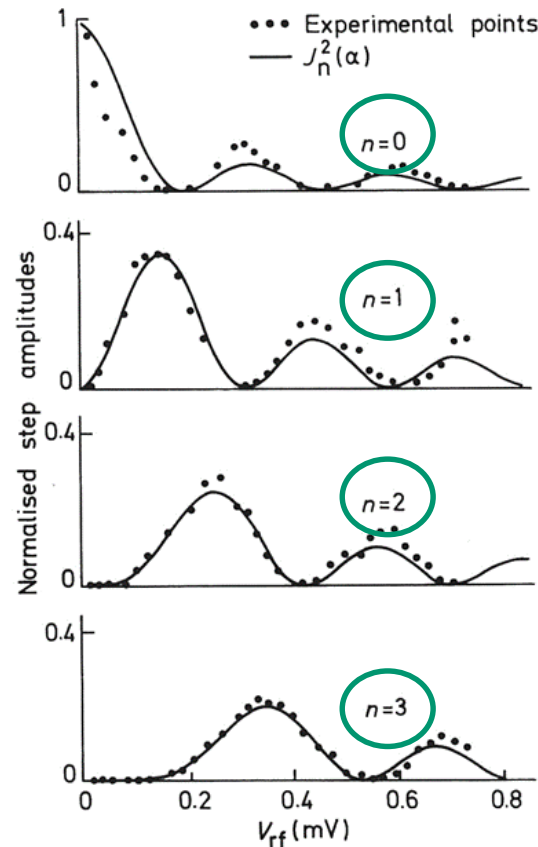 1
••• Experimental points
— J_n^2(α)
n=0
0
0.4
n=1
0
Normalised step amplitudes
0.4
n=2
0
0.4
n=3
0
0 0.2 0.4 0.6 0.8
V_rf (mV)